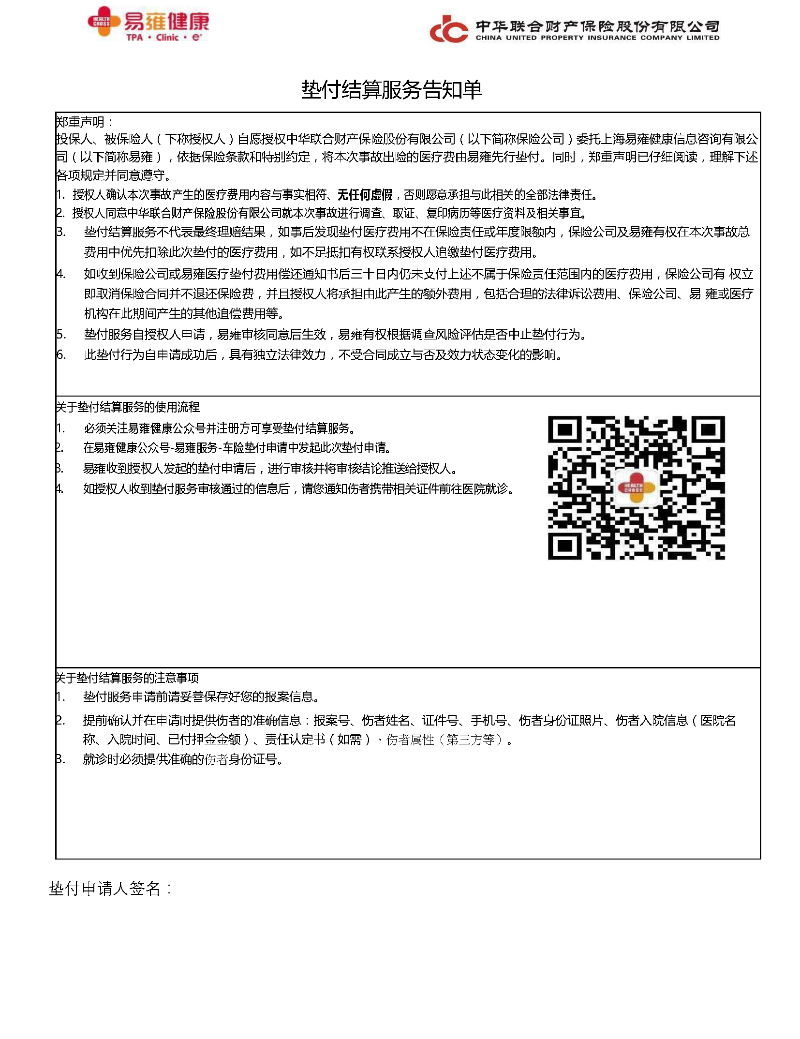 HEALTH CROSS
易雍健康
TPA · Clinic · e⁺
中华联合财产保险股份有限公司
CHINA UNITED PROPERTY INSURANCE COMPANY LIMITED
垫付结算服务告知单
郑重声明：
投保人、被保险人（下称授权人）自愿授权中华联合财产保险股份有限公司（以下简称保险公司）委托上海易雍健康信息咨询有限公
司（以下简称易雍），依据保险条款和特别约定，将本次事故出险的医疗费由易雍先行垫付。同时，郑重声明已仔细阅读，理解下述
各项规定并同意遵守。
1. 授权人确认本次事故产生的医疗费用内容与事实相符、无任何虚假，否则愿意承担与此相关的全部法律责任。
2. 授权人同意中华联合财产保险股份有限公司就本次事故进行调查、取证、复印病历等医疗资料及相关事宜。
3. 垫付结算服务不代表最终理赔结果，如事后发现垫付医疗费用不在保险责任或年度限额内，保险公司及易雍有权在本次事故总
费用中优先扣除此次垫付的医疗费用，如不足抵扣有权联系授权人追缴垫付医疗费用。
4. 如收到保险公司或易雍医疗垫付费用偿还通知书后三十日内仍未支付上述不属于保险责任范围内的医疗费用，保险公司有 权立
即取消保险合同并不退还保险费，并且授权人将承担由此产生的额外费用，包括合理的法律诉讼费用、保险公司、易 雍或医疗
机构在此期间产生的其他追偿费用等。
5. 垫付服务自授权人申请，易雍审核同意后生效，易雍有权根据调查风险评估是否中止垫付行为。
6. 此垫付行为自申请成功后，具有独立法律效力，不受合同成立与否及效力状态变化的影响。
关于垫付结算服务的使用流程
1. 必须关注易雍健康公众号并注册方可享受垫付结算服务。
2. 在易雍健康公众号-易雍服务-车险垫付申请中发起此次垫付申请。
3. 易雍收到授权人发起的垫付申请后，进行审核并将审核结论推送给授权人。
4. 如授权人收到垫付服务审核通过的信息后，请您通知伤者携带相关证件前往医院就诊。
HEALTH CROSS
关于垫付结算服务的注意事项
1. 垫付服务申请前请妥善保存好您的报案信息。
2. 提前确认并在申请时提供伤者的准确信息：报案号、伤者姓名、证件号、手机号、伤者身份证照片、伤者入院信息（医院名
称、入院时间、已付押金金额）、责任认定书（如需）、伤者属性（第三方等）。
3. 就诊时必须提供准确的伤者身份证号。
垫付申请人签名：